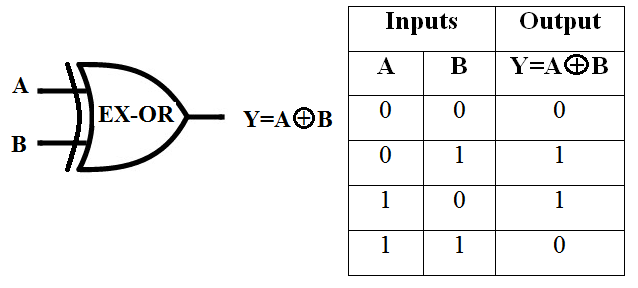 A
B
EX-OR
Y=A⊕B
Inputs Output
A B Y=A⊕B
0 0 0
0 1 1
1 0 1
1 1 0